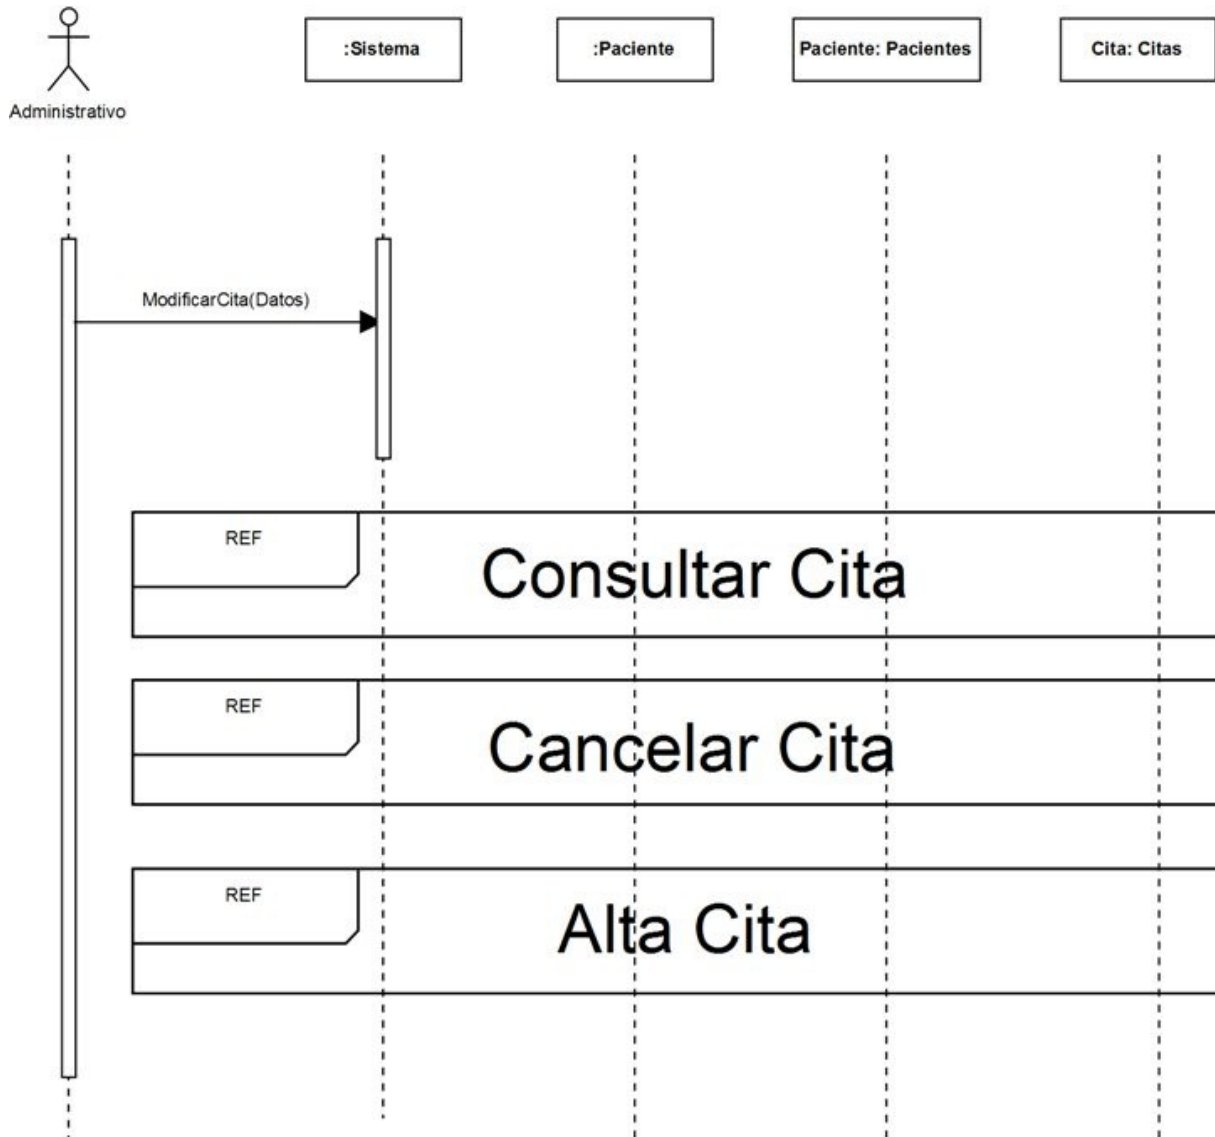 Administrativo
:Sistema
:Paciente
Paciente: Pacientes
Cita: Citas
ModificarCita(Datos)
REF
Consultar Cita
REF
Cancelar Cita
REF
Alta Cita